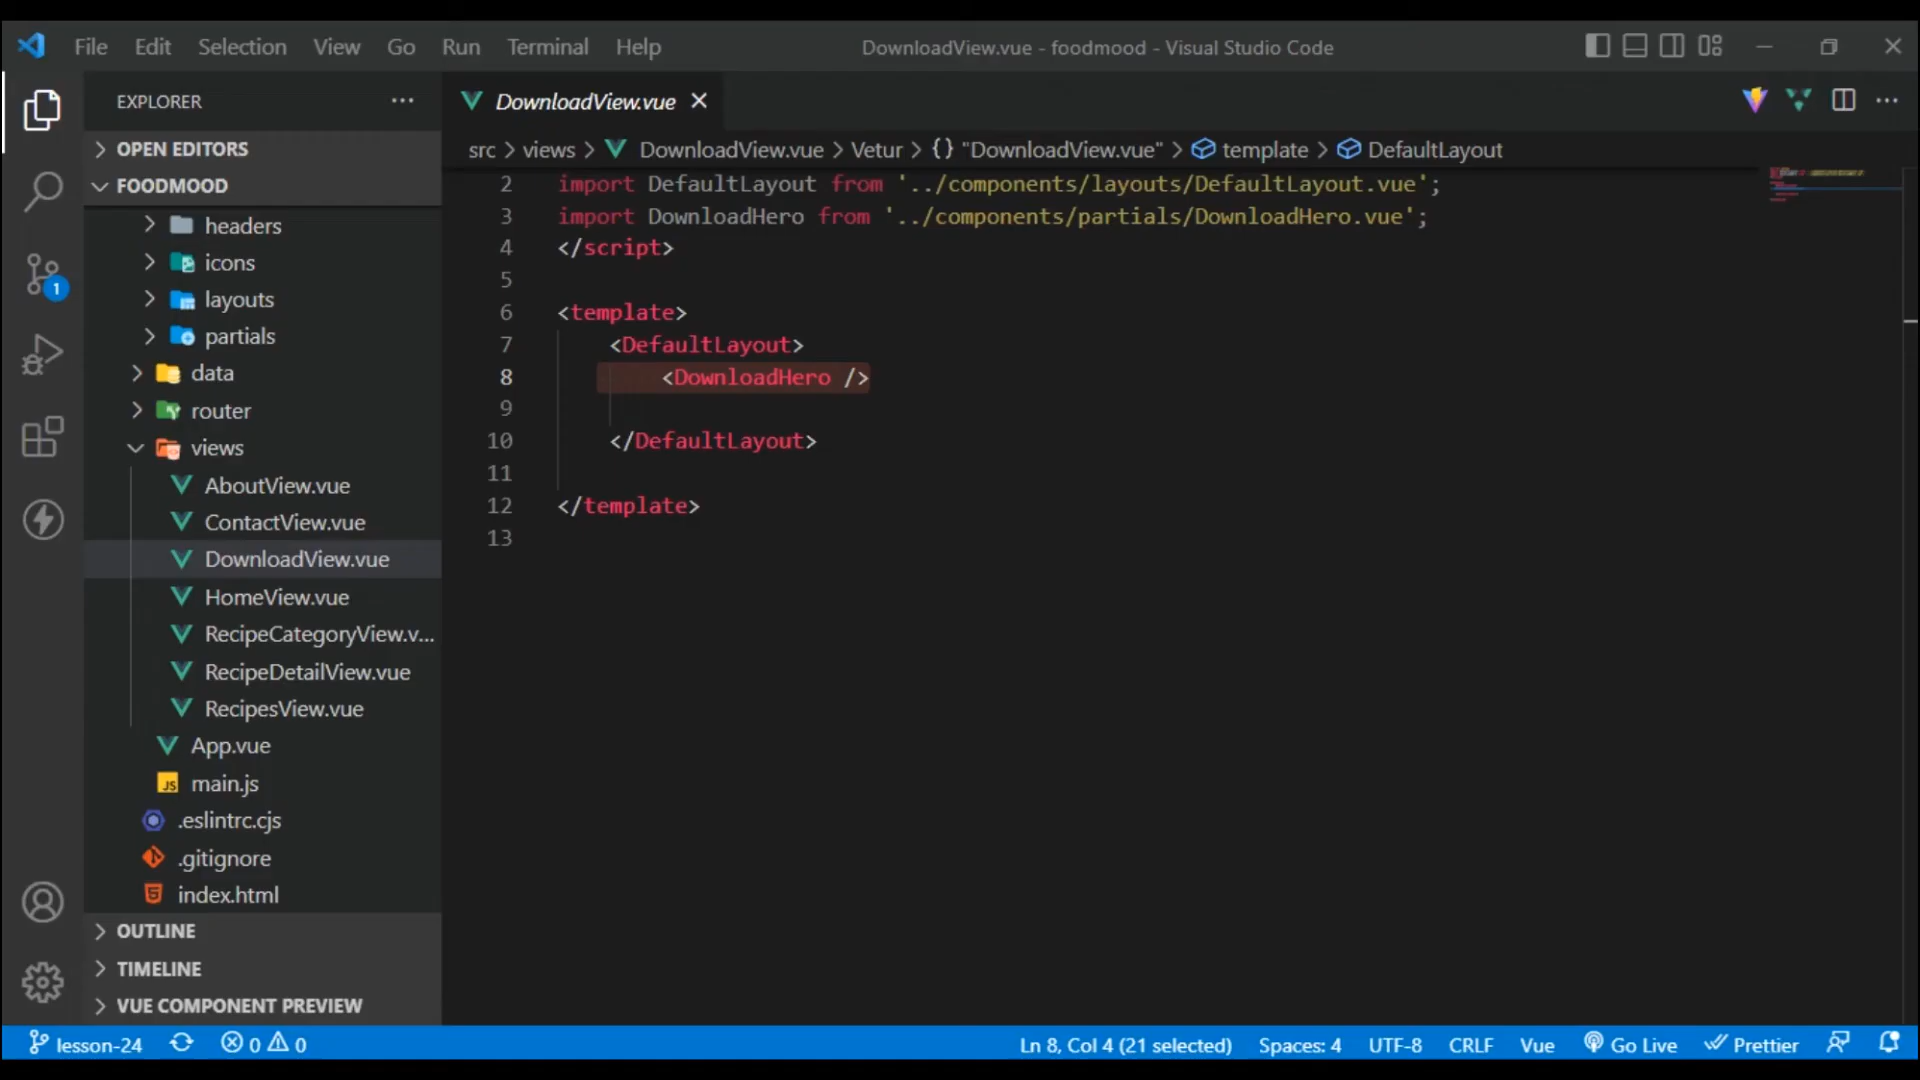 File Edit Selection View Go Run Terminal Help DownloadView.vue - foodmood - Visual Studio Code
EXPLORER
OPEN EDITORS
FOODMOOD
headers
icons
layouts
partials
data
router
views
AboutView.vue
ContactView.vue
DownloadView.vue
HomeView.vue
RecipeCategoryView.v...
RecipeDetailView.vue
RecipesView.vue
App.vue
JS main.js
.eslintrc.cjs
.gitignore
index.html
OUTLINE
TIMELINE
VUE COMPONENT PREVIEW
1
DownloadView.vue
src > views > DownloadView.vue > Vetur > {} "DownloadView.vue" > template > DefaultLayout
2 import DefaultLayout from '../components/layouts/DefaultLayout.vue';
3 import DownloadHero from '../components/partials/DownloadHero.vue';
4 </script>
5
6 <template>
7 <DefaultLayout>
8 <DownloadHero />
9
10 </DefaultLayout>
11
12 </template>
13
lesson-24 0 0 Ln 8, Col 4 (21 selected) Spaces: 4 UTF-8 CRLF Vue Go Live Prettier